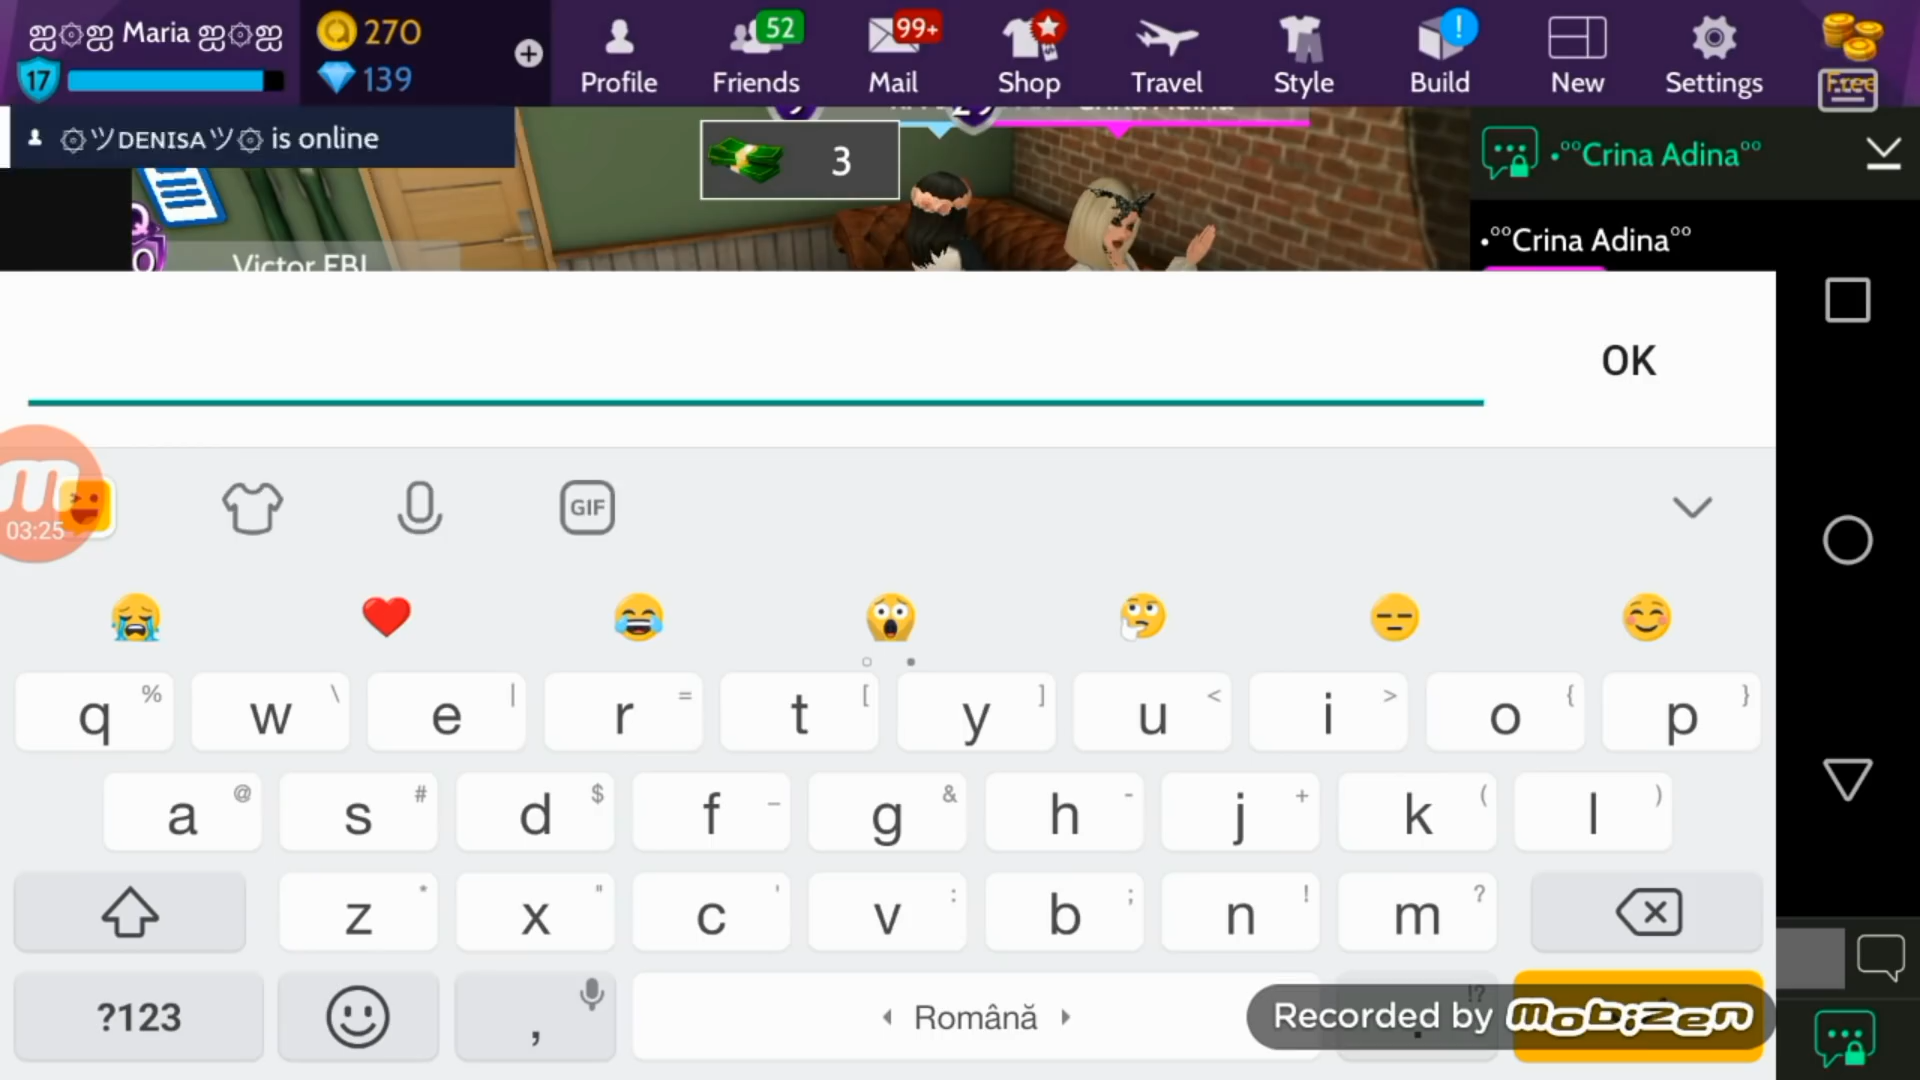 ஐ۞ஐ Maria ஐ۞ஐ
17
270
139
Profile
52
Friends
99+
Mail
Shop
Travel
Style
!
Build
New
Settings
Free
۞ツDENISAツ۞ is online
3
Crina Adina
•°°Crina Adina°°
•°°Crina Adina°°
Victor FBI
OK
03:25
GIF
q % w \ e | r = t [ y ] u < i > o { p }
a @ s # d $ f _ g & h - j + k ( l )
z * x " c ' v : b ; n ! m ?
?123 , Română !? .
Recorded by mobizen